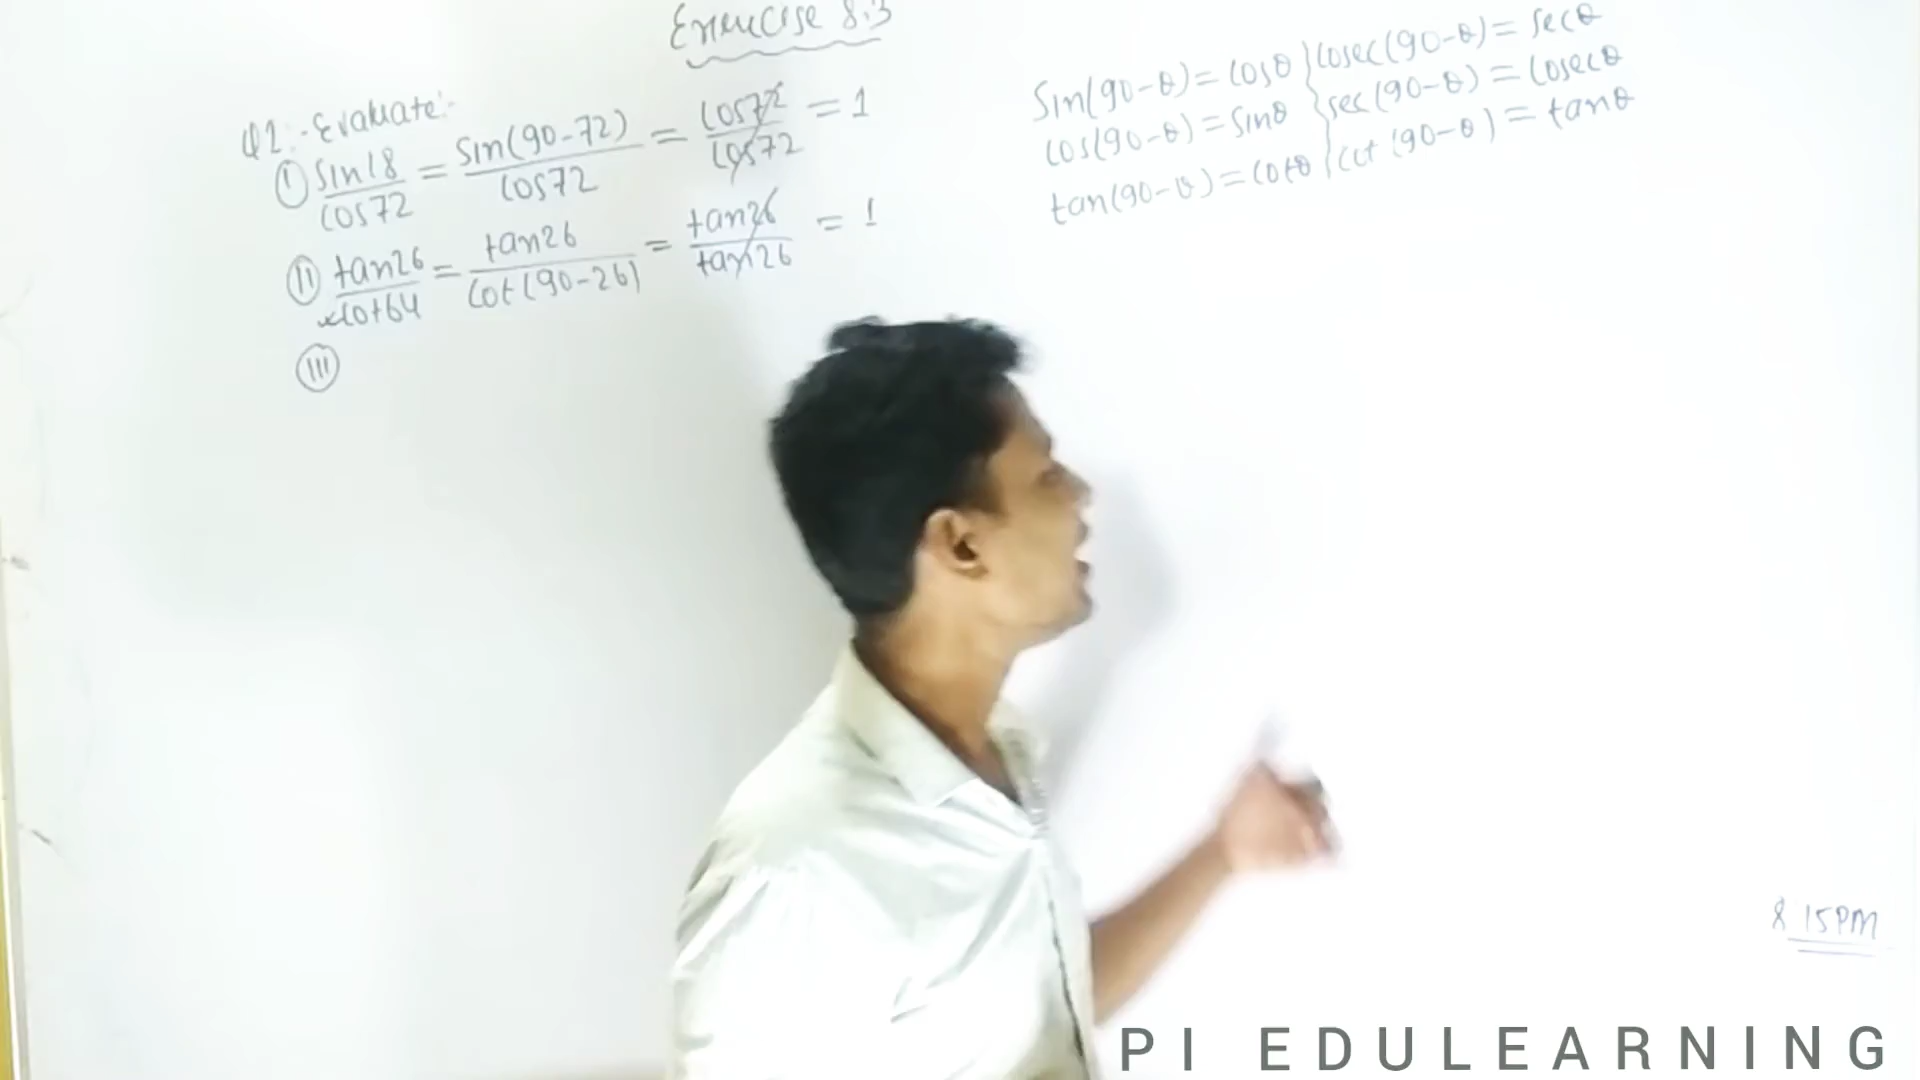 Exercise 8.3
Q1:- Evaluate:-
(I) sin18/cos72 = sin(90-72)/cos72 = cos72/cos72 = 1
(II) tan26/cot64 = tan26/cot(90-26) = tan26/tan26 = 1
(III)
Sin(90-θ)= cosθ
cos(90-θ)= sinθ
tan(90-θ)= cotθ
cosec(90-θ)= secθ
sec(90-θ)= cosecθ
cot(90-θ)= tanθ
8 15PM
PI EDULEARNING